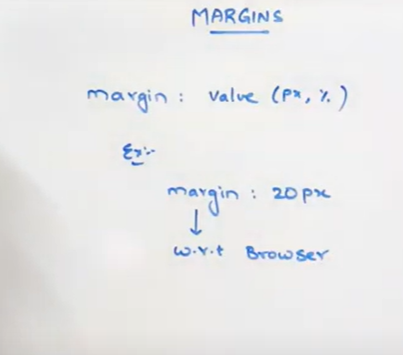 MARGINS
margin : value (px, %)
Ex:-
margin : 20px
↓
w.r.t Browser